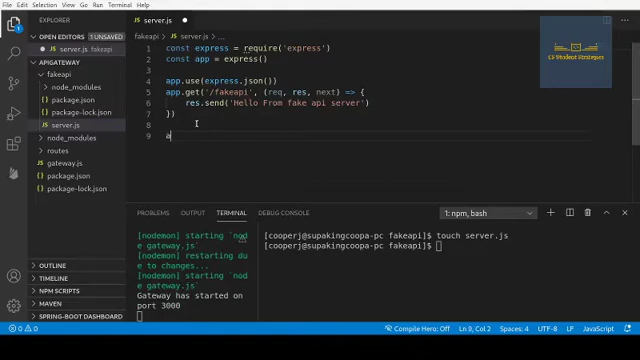 File Edit Selection View Go Run Terminal Help
EXPLORER
OPEN EDITORS 1 UNSAVED
server.js fakeapi
APIGATEWAY
fakeapi
node_modules
package.json
package-lock.json
server.js
node_modules
routes
gateway.js
package.json
package-lock.json
OUTLINE
TIMELINE
NPM SCRIPTS
MAVEN
SPRING-BOOT DASHBOARD
server.js
fakeapi > server.js > ...
1 const express = require('express')
2 const app = express()
3
4 app.use(express.json())
5 app.get('/fakeapi', (req, res, next) => {
6 res.send('Hello From fake api server')
7 })
8
9 a
CS Student Strategies
PROBLEMS OUTPUT TERMINAL DEBUG CONSOLE
1: npm, bash
[nodemon] starting `nod
e gateway.js`
[nodemon] restarting du
e to changes...
[nodemon] starting `nod
e gateway.js`
Gateway has started on
port 3000
[cooperj@supakingcoopa-pc fakeapi]$ touch server.js
[cooperj@supakingcoopa-pc fakeapi]$
0 0 Compile Hero: Off Ln 9, Col 2 Spaces: 4 UTF-8 LF JavaScript